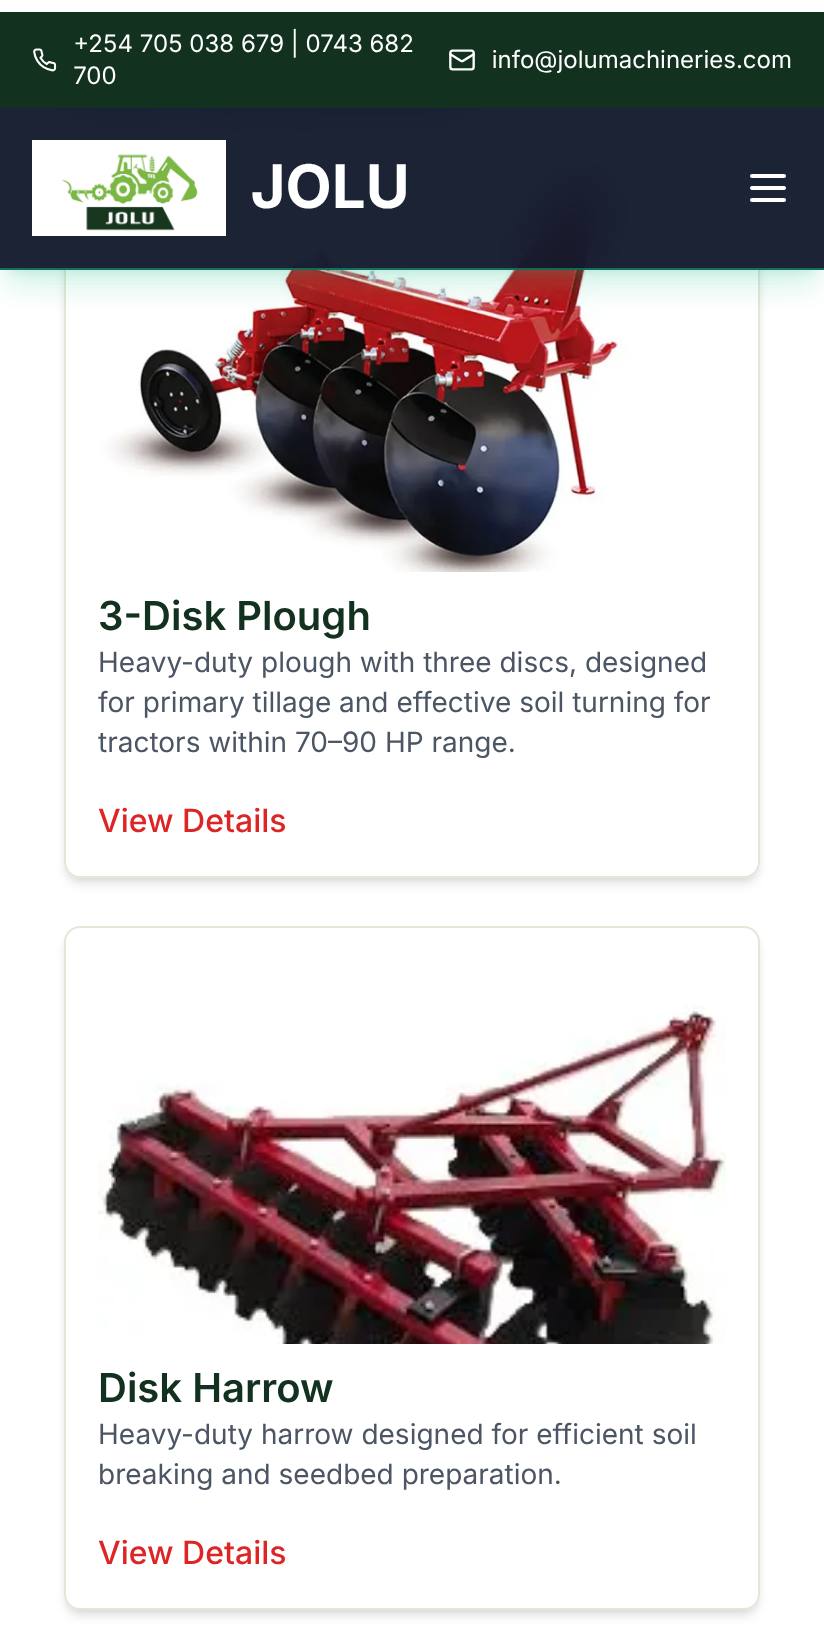 +254 705 038 679 | 0743 682
700
info@jolumachineries.com
JOLU
JOLU
3-Disk Plough
Heavy-duty plough with three discs, designed
for primary tillage and effective soil turning for
tractors within 70–90 HP range.
View Details
Disk Harrow
Heavy-duty harrow designed for efficient soil
breaking and seedbed preparation.
View Details